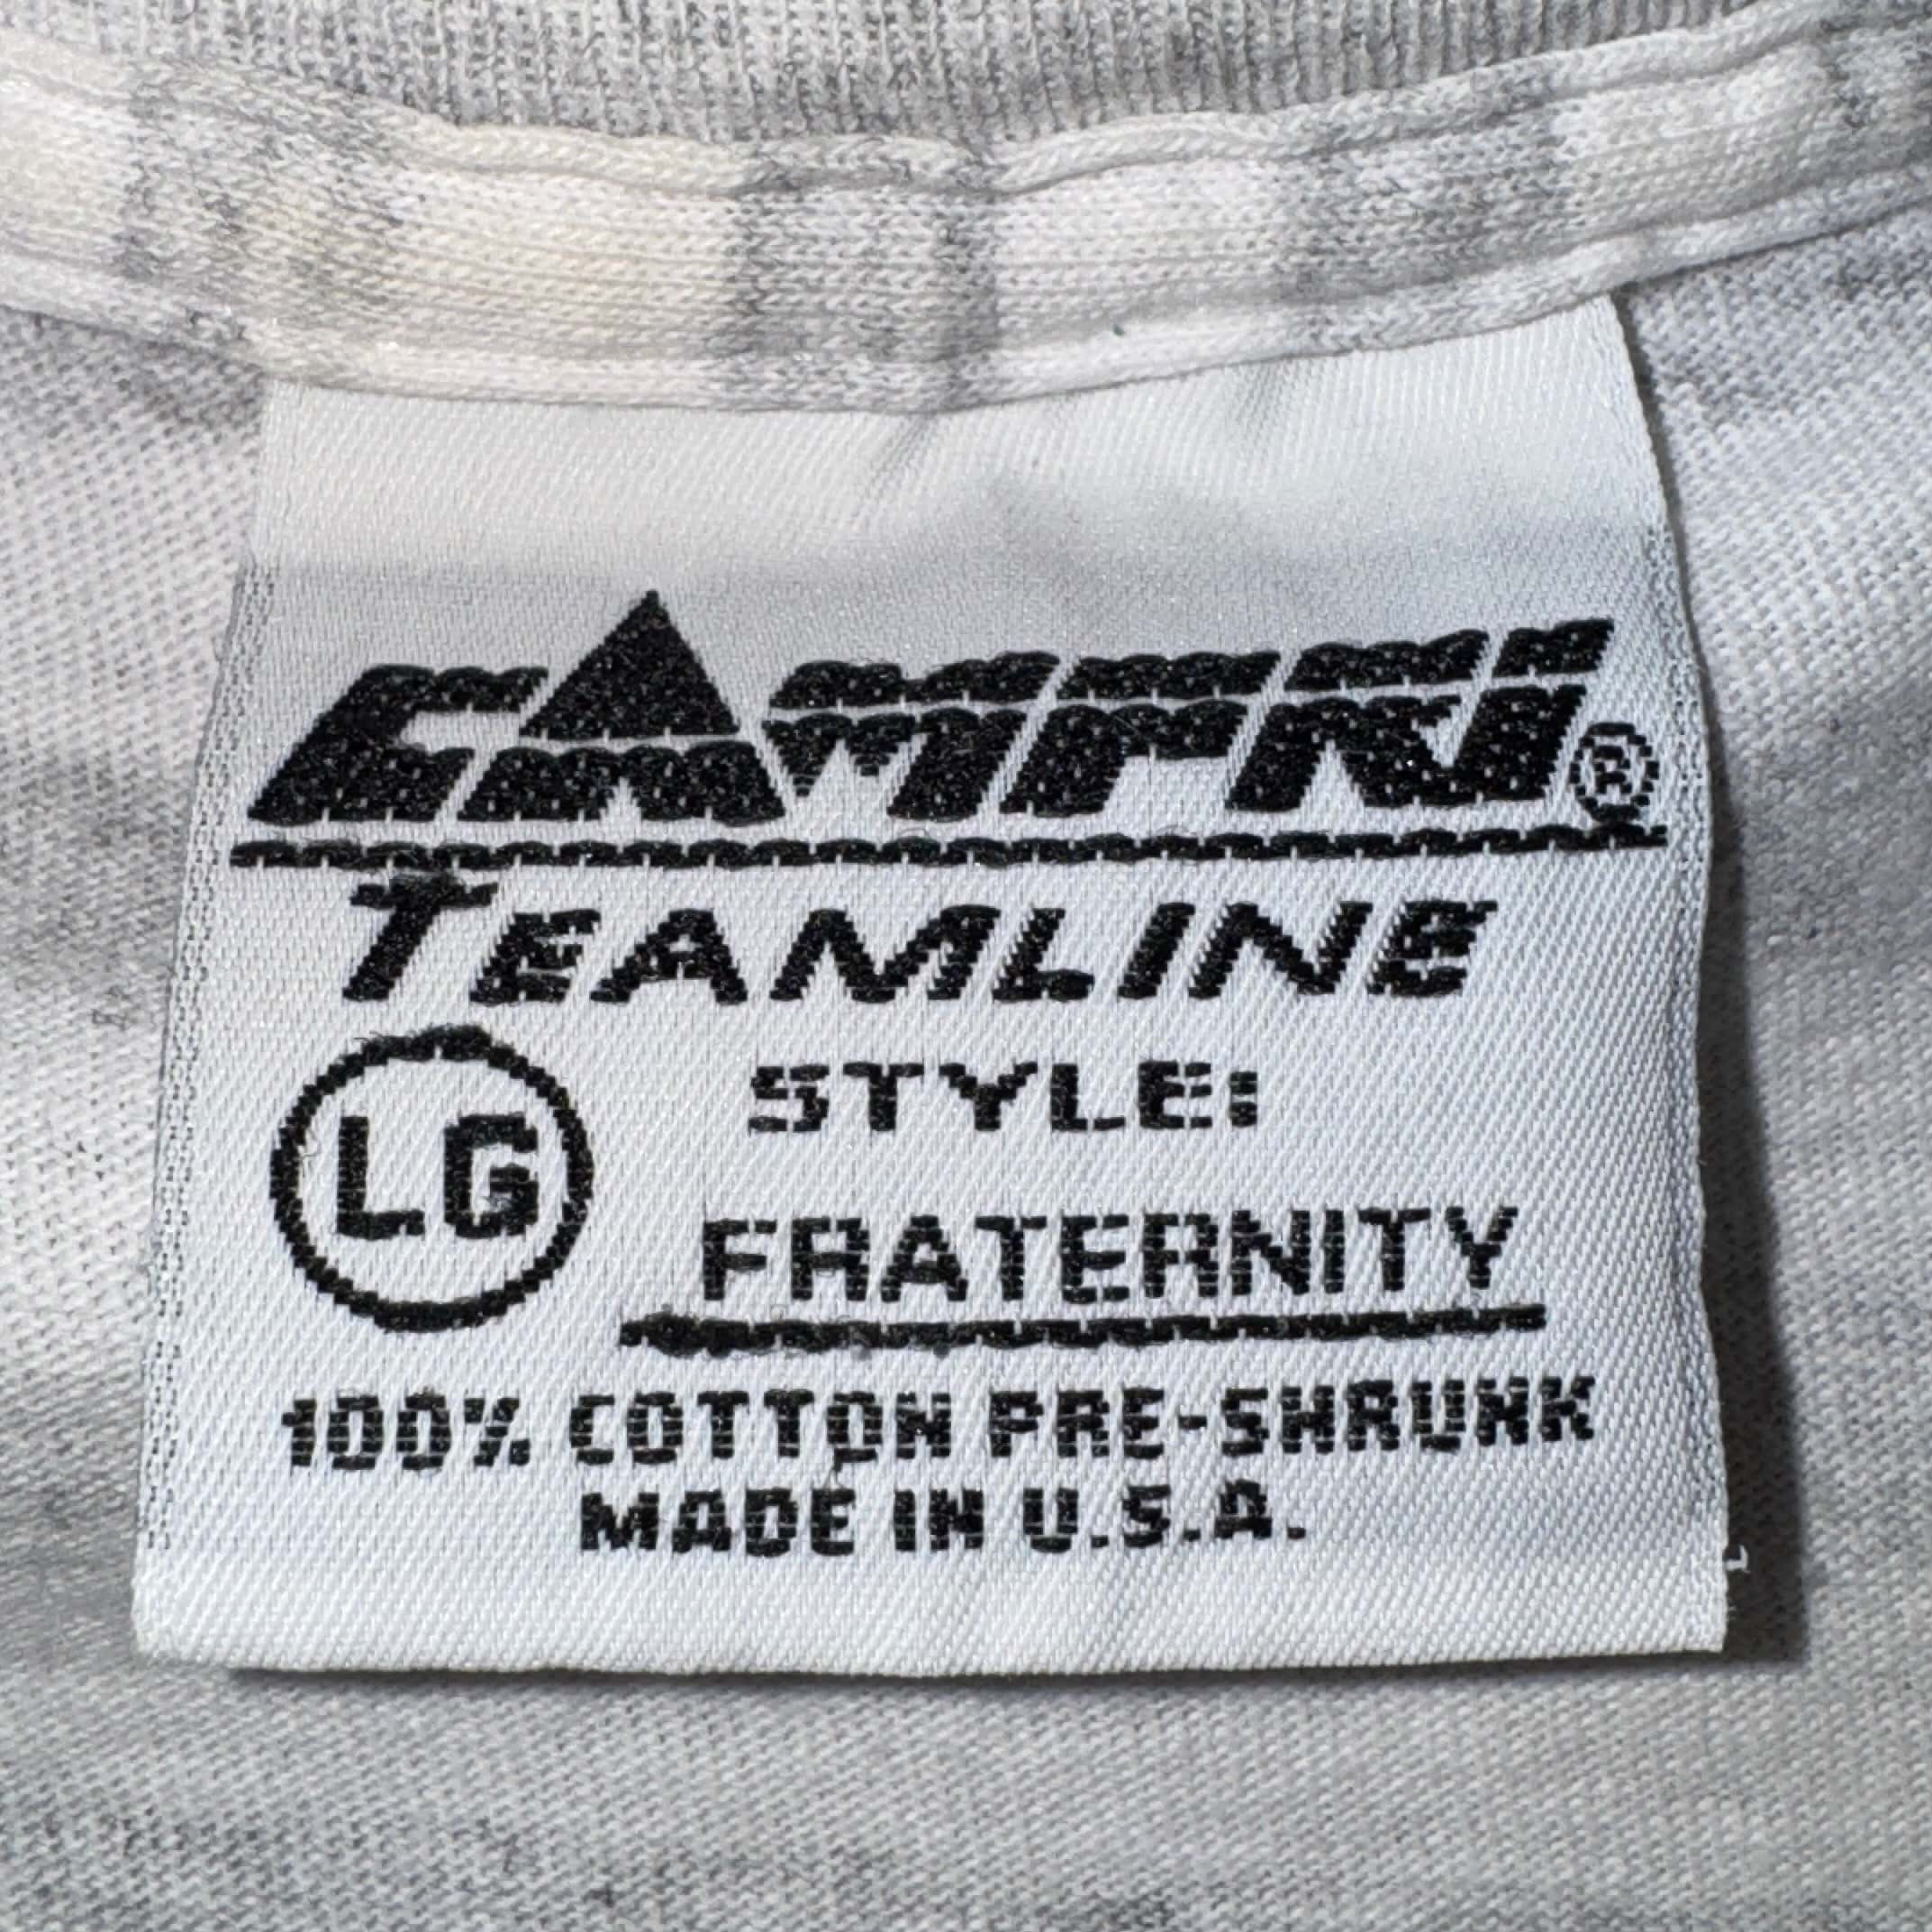 CAMPRI®
TEAMLINE
LG
STYLE:
FRATERNITY
100% COTTON PRE-SHRUNK
MADE IN U.S.A.